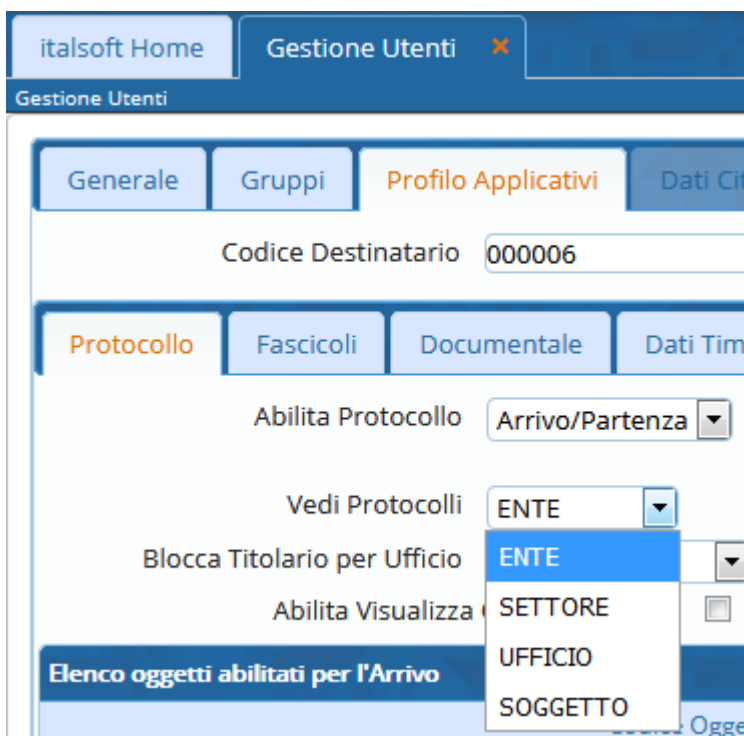 italsoft Home Gestione Utenti ×
Gestione Utenti
Generale Gruppi Profilo Applicativi Dati
Codice Destinatario 000006
Protocollo Fascicoli Documentale Dati
Abilita Protocollo Arrivo/Partenza
Vedi Protocolli ENTE
Blocca Titolario per Ufficio ENTE
Abilita Visualizza SETTORE
UFFICIO
Elenco oggetti abilitati per l'Arrivo
SOGGETTO